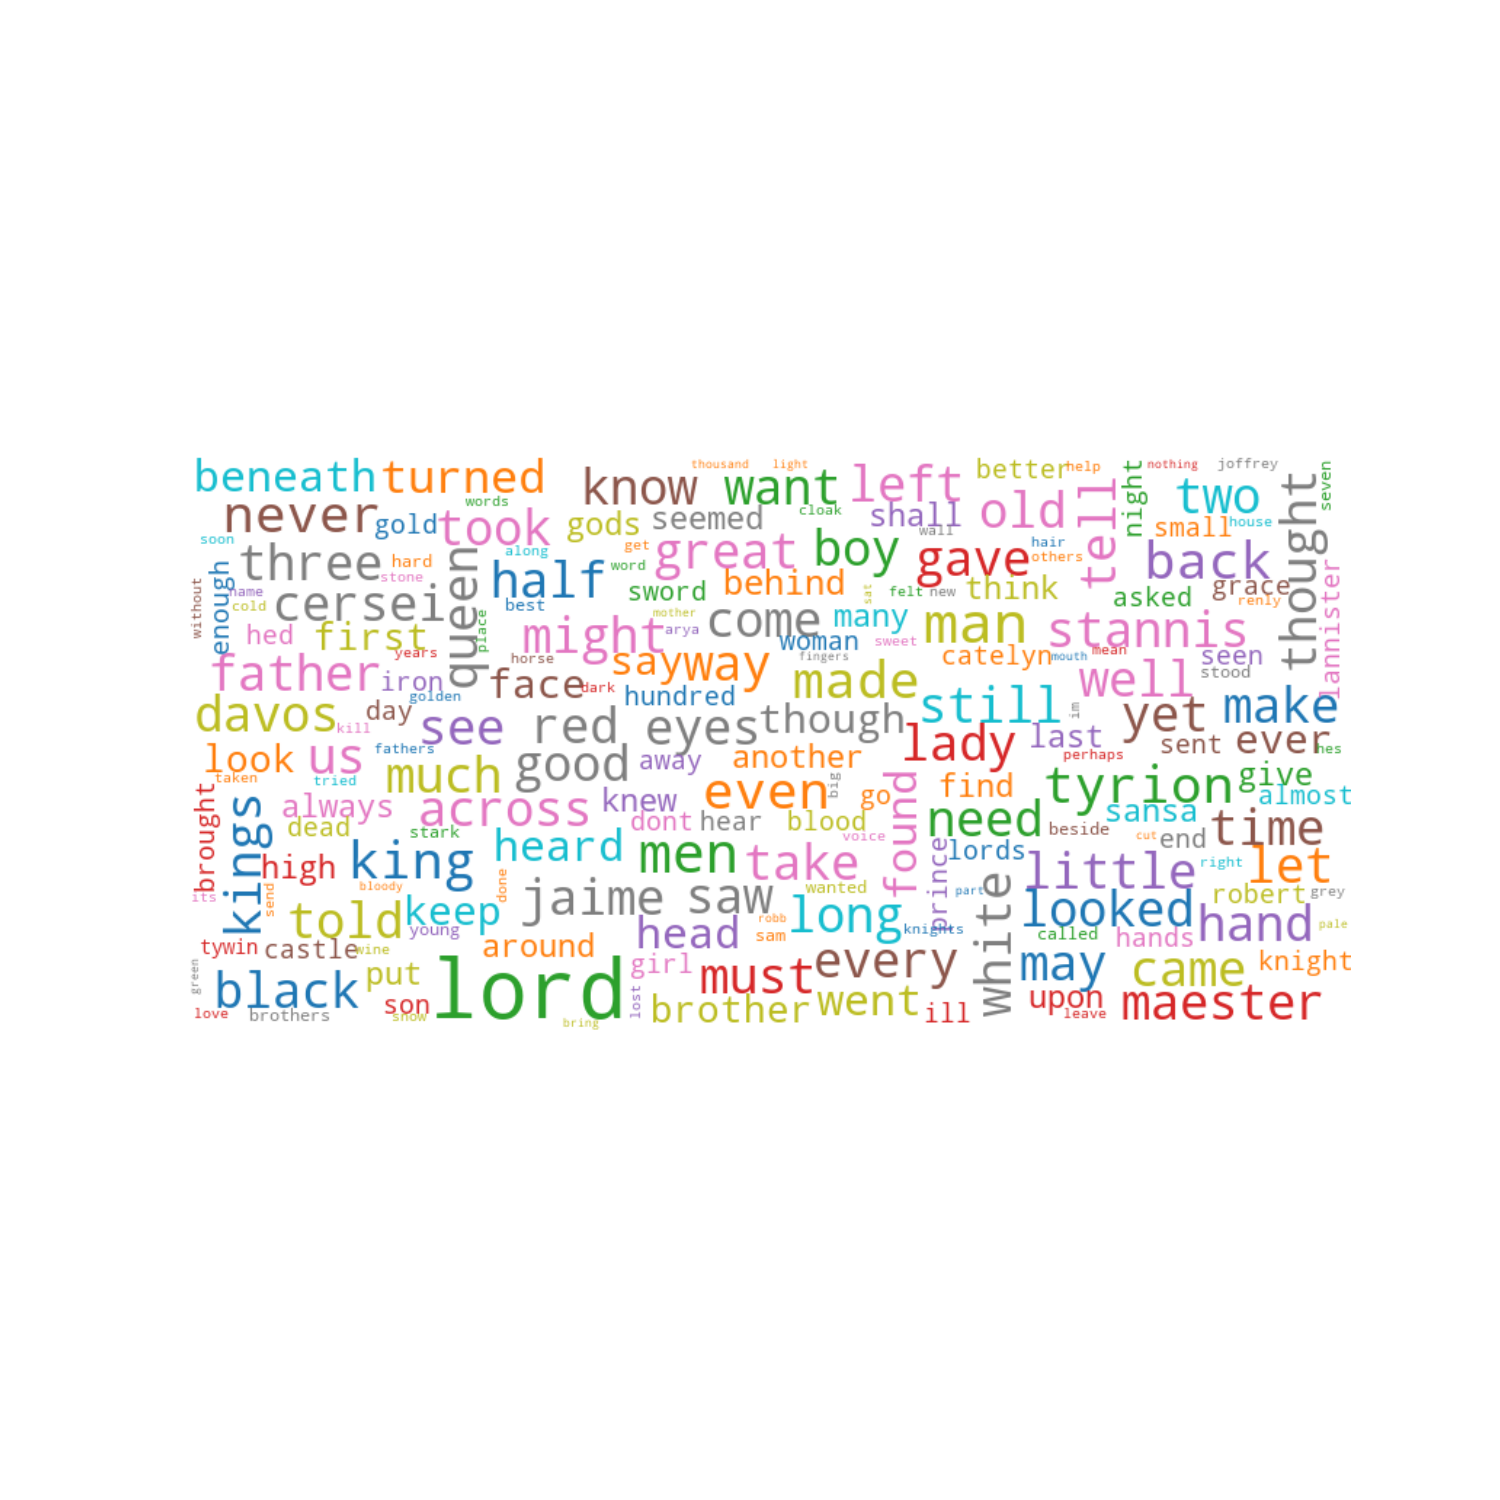 beneath turned know want left better help nothing joffrey
thousand light
never gold took words gods seemed cloak shall old tell night two seven
wall small house
soon three hard along get great boy gave hair others back thought
stone queen half word behind
without enough name cold cersei best sword felt new think asked grace renly
sat
hed first place might mother arya come many man stannis lannister
years woman sweet mean
father iron horse say way fingers catelyn mouth well seen
golden face dark hundred made stood
davos day see red eyes though still im yet make
kill lady last sent ever hes
look us fathers good away another perhaps
taken tried much even big go find tyrion give
brought always across knew found sansa almost
kings dead stark dont hear blood need beside cut end time
voice
high king heard men take prince lords little right let
its send bloody done jaime saw wanted white part looked robert grey
told keep robb long hand
young head sam knights called hands pale
tywin castle wine around
green black put lord girl must every may came knight
son lost brother went ill upon maester
love brothers snow bring leave